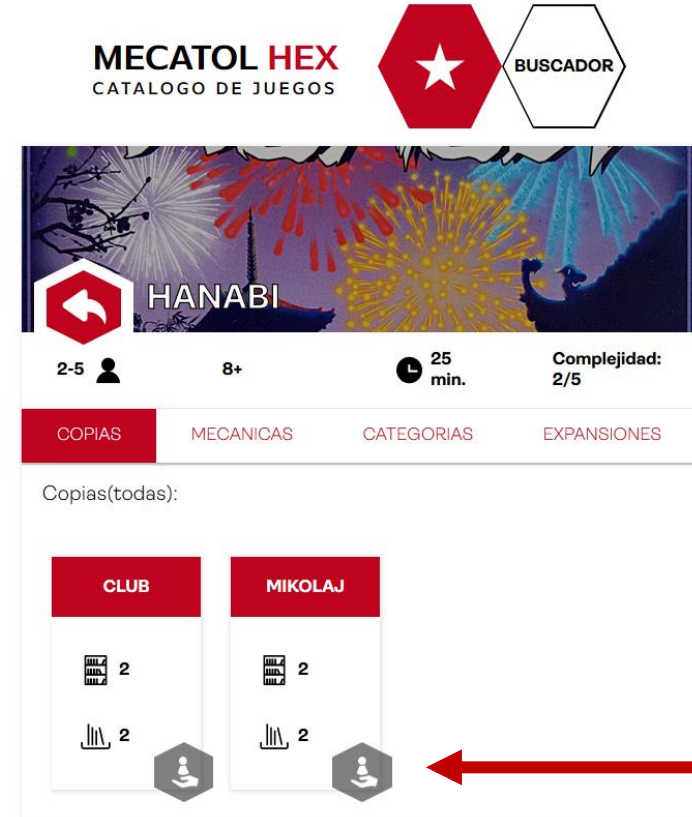 MECATOL HEX
CATALOGO DE JUEGOS
BUSCADOR
HANABI
2-5
8+
25
min.
Complejidad:
2/5
COPIAS MECANICAS CATEGORIAS EXPANSIONES
Copias(todas):
CLUB
2
2
MIKOLAJ
2
2